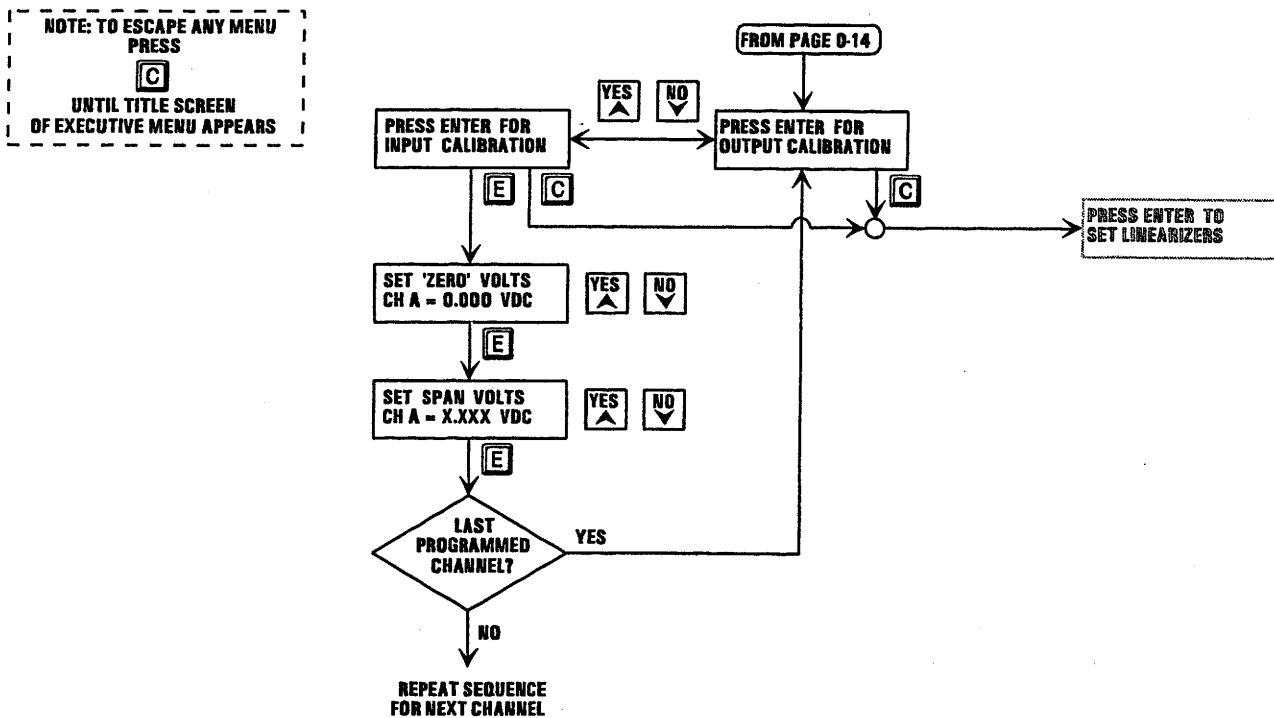 NOTE: TO ESCAPE ANY MENU
PRESS
C
UNTIL TITLE SCREEN
OF EXECUTIVE MENU APPEARS
FROM PAGE D-14
YES NO
PRESS ENTER FOR
INPUT CALIBRATION
PRESS ENTER FOR
OUTPUT CALIBRATION
E C
C
PRESS ENTER TO
SET LINEARIZERS
SET 'ZERO' VOLTS
CH A = 0.000 VDC
YES NO
E
SET SPAN VOLTS
CH A = X.XXX VDC
YES NO
E
LAST
PROGRAMMED
CHANNEL?
YES
NO
REPEAT SEQUENCE
FOR NEXT CHANNEL